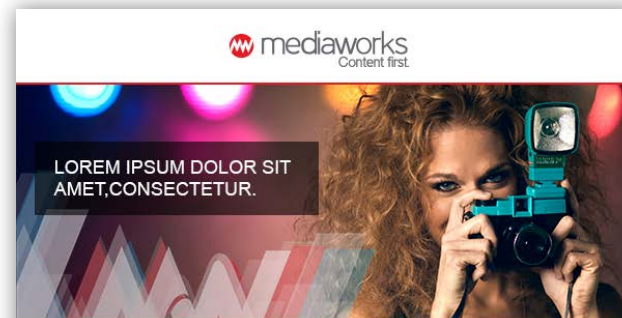 mediaworks
Content first.
LOREM IPSUM DOLOR SIT
AMET,CONSECTETUR.